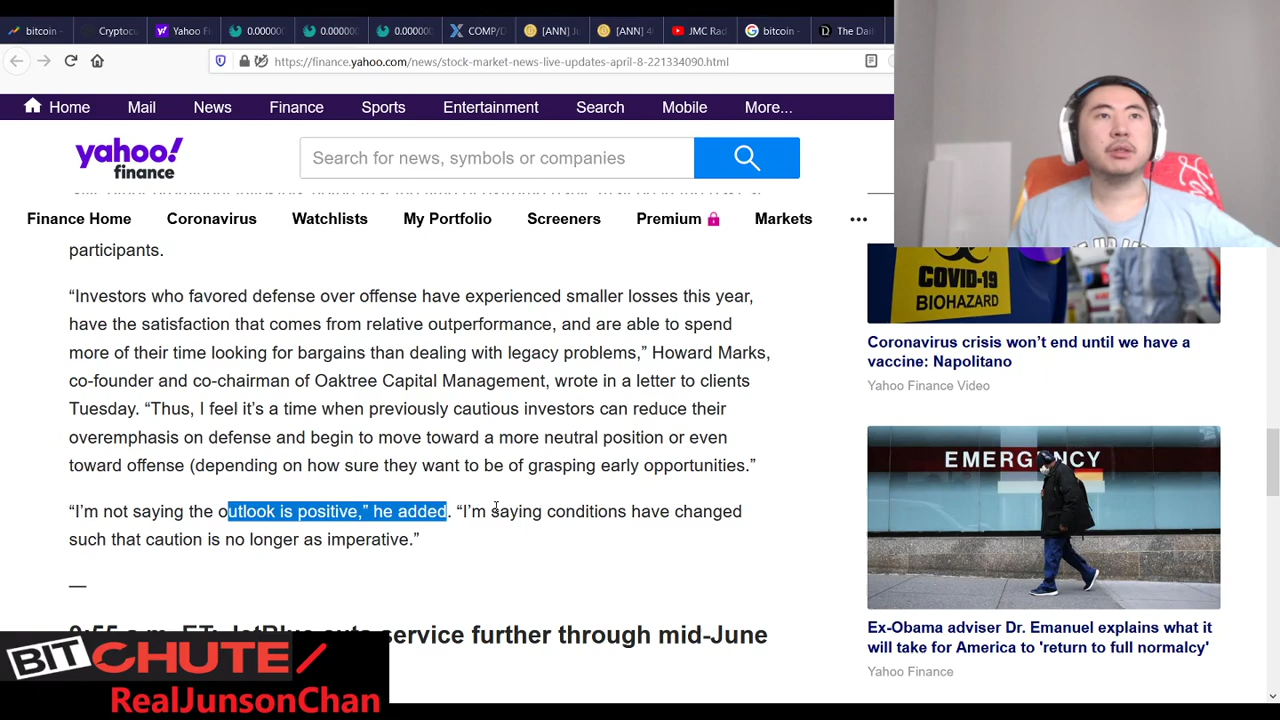 bitcoin -
Cryptoc
Yahoo Fi
0.00000
0.00000
0.00000
COMP/D
[ANN]
[ANN] 4
JMC Rad
bitcoin -
The Dail
https://finance.yahoo.com/news/stock-market-news-live-updates-april-8-221334090.html
Home Mail News Finance Sports Entertainment Search Mobile More...
yahoo!
finance
Search for news, symbols or companies
Finance Home Coronavirus Watchlists My Portfolio Screeners Premium Markets
participants.
“Investors who favored defense over offense have experienced smaller losses this year,
have the satisfaction that comes from relative outperformance, and are able to spend
more of their time looking for bargains than dealing with legacy problems,” Howard Marks,
co-founder and co-chairman of Oaktree Capital Management, wrote in a letter to clients
Tuesday. “Thus, I feel it’s a time when previously cautious investors can reduce their
overemphasis on defense and begin to move toward a more neutral position or even
toward offense (depending on how sure they want to be of grasping early opportunities.”
“I’m not saying the outlook is positive,” he added. “I’m saying conditions have changed
such that caution is no longer as imperative.”
—
service further through mid-June
COVID-19
BIOHAZARD
Coronavirus crisis won’t end until we have a
vaccine: Napolitano
Yahoo Finance Video
EMERGENCY
Ex-Obama adviser Dr. Emanuel explains what it
will take for America to 'return to full normalcy'
Yahoo Finance
BITCHUTE
RealJunsonChan